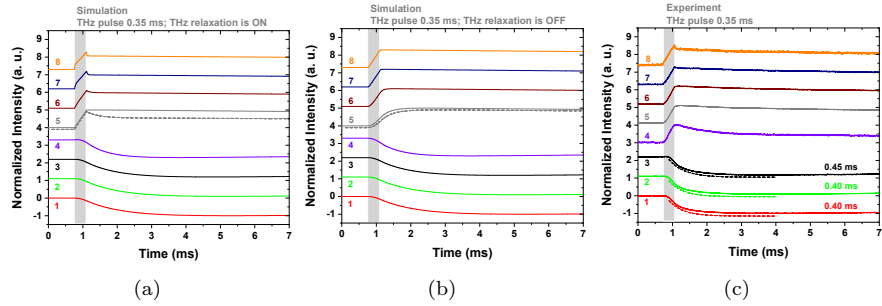 Simulation
THz pulse 0.35 ms; THz relaxation is ON
Normalized Intensity (a. u.)
9
8
7
6
5
4
3
2
1
0
-1
8
7
6
5
4
3
2
1
0 1 2 3 4 5 6 7
Time (ms)
(a)
Simulation
THz pulse 0.35 ms; THz relaxation is OFF
Normalized Intensity (a. u.)
9
8
7
6
5
4
3
2
1
0
-1
8
7
6
5
4
3
2
1
0 1 2 3 4 5 6 7
Time (ms)
(b)
Experiment
THz pulse 0.35 ms
Normalized Intensity (a. u.)
9
8
7
6
5
4
3
2
1
0
-1
8
7
6
5
4
3
2
1
0.45 ms
0.40 ms
0.40 ms
0 1 2 3 4 5 6 7
Time (ms)
(c)